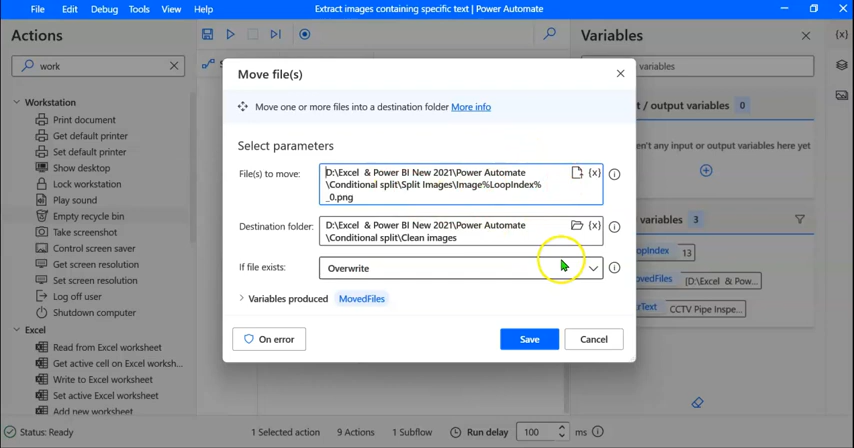 File Edit Debug Tools View Help
Extract images containing specific text | Power Automate
Actions
work
Workstation
Print document
Get default printer
Set default printer
Show desktop
Lock workstation
Play sound
Empty recycle bin
Take screenshot
Control screen saver
Get screen resolution
Set screen resolution
Log off user
Shutdown computer
Excel
Read from Excel worksheet
Get active cell on Excel worksh...
Write to Excel worksheet
Set active Excel worksheet
Add new worksheet
Move file(s)
Move one or more files into a destination folder More info
Select parameters
File(s) to move:
D:\Excel & Power BI New 2021\Power Automate
\Conditional split\Split Images\Image%LoopIndex%
_0.png
{x}
Destination folder:
D:\Excel & Power BI New 2021\Power Automate
\Conditional split\Clean images
{x}
If file exists:
Overwrite
Variables produced MovedFiles
On error
Save
Cancel
Variables
{x}
variables
t / output variables 0
n't any input or output variables here yet
variables 3
oopIndex 13
ovedFiles [D:\Excel & Pow...
rText CCTV Pipe Inspe...
Status: Ready
1 Selected action
9 Actions
1 Subflow
Run delay 100 ms